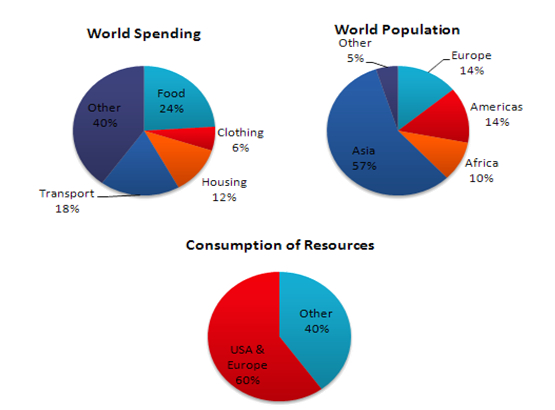 World Spending
Food
24%
Clothing
6%
Housing
12%
Transport
18%
Other
40%
World Population
Europe
14%
Americas
14%
Africa
10%
Asia
57%
Other
5%
Consumption of Resources
Other
40%
USA &
Europe
60%